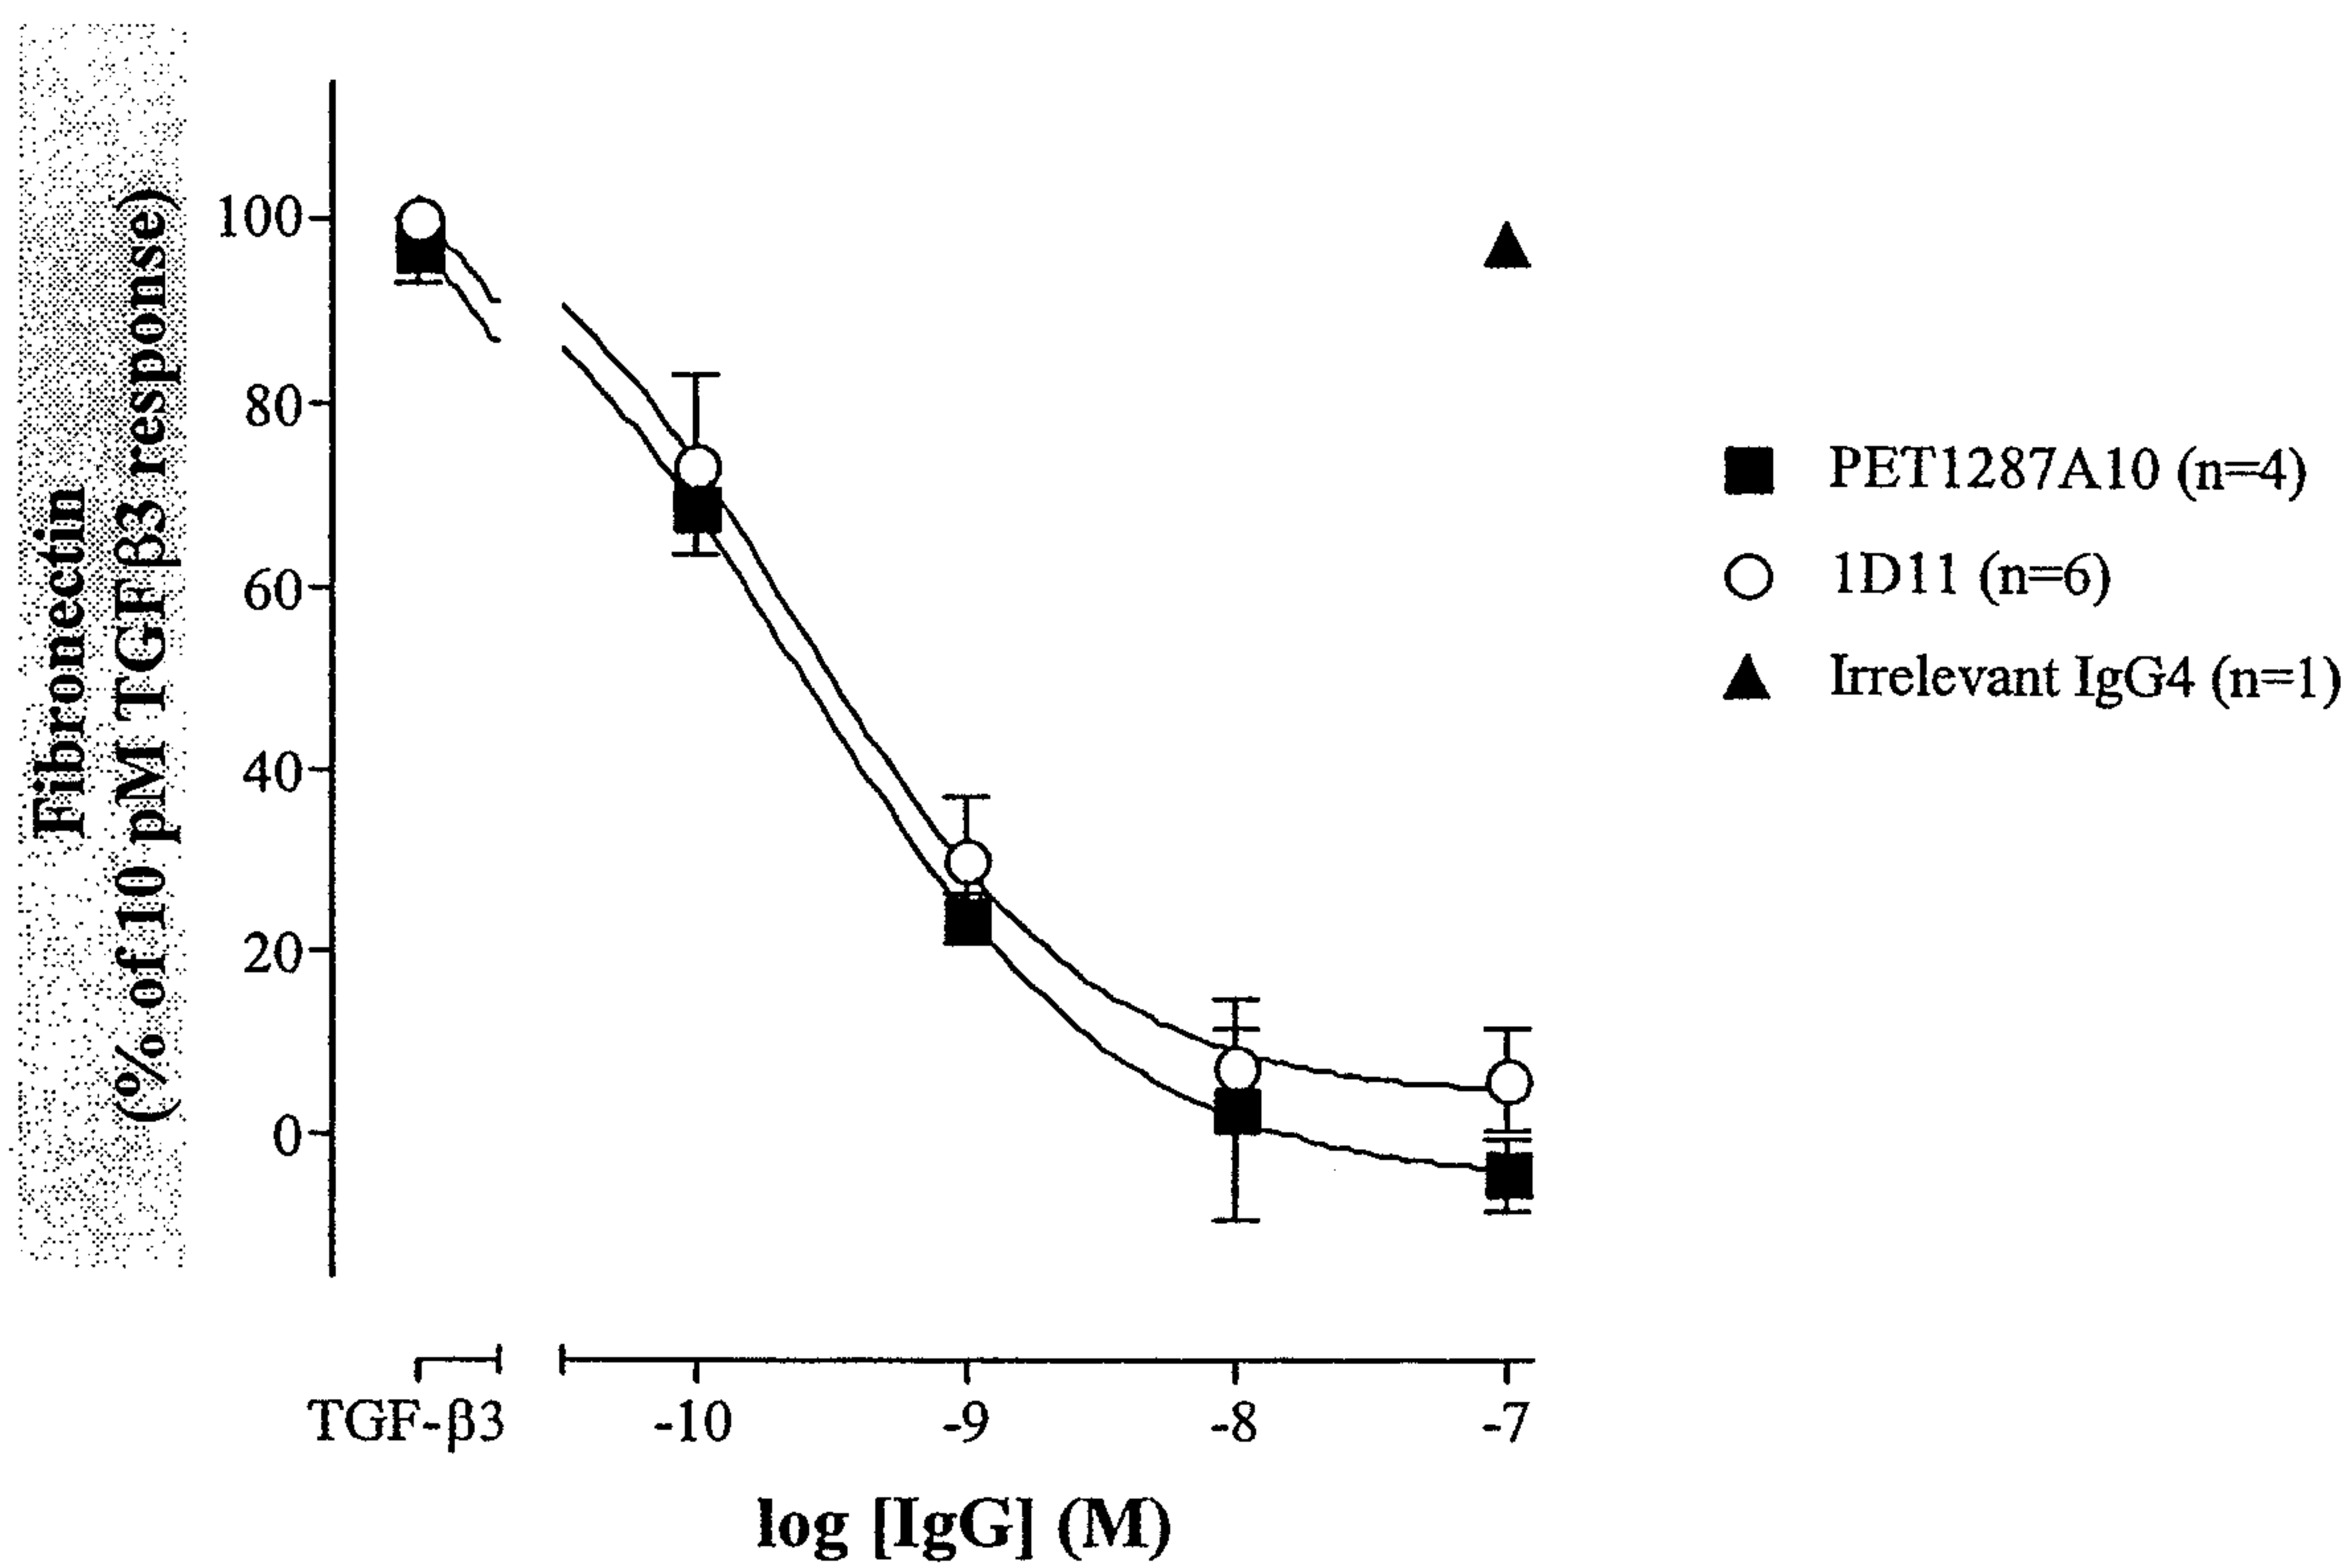 Fibronectin
(% of 10 pM TGFβ3 response)
100
80
60
40
20
0
PET1287A10 (n=4)
1D11 (n=6)
Irrelevant IgG4 (n=1)
TGF-β3 -10 -9 -8 -7
log [IgG] (M)